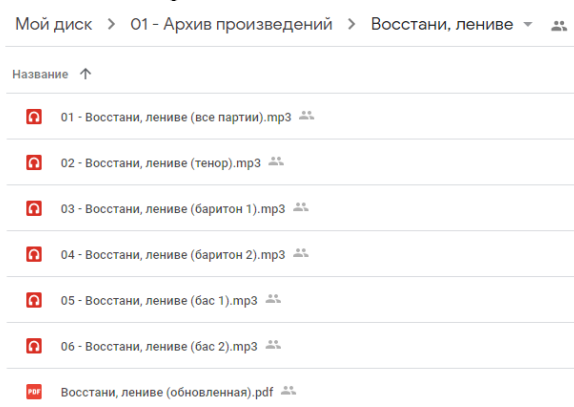 Мой диск > 01 - Архив произведений > Восстани, лениве
Название ↑
01 - Восстани, лениве (все партии).mp3
02 - Восстани, лениве (тенор).mp3
03 - Восстани, лениве (баритон 1).mp3
04 - Восстани, лениве (баритон 2).mp3
05 - Восстани, лениве (бас 1).mp3
06 - Восстани, лениве (бас 2).mp3
PDF Восстани, лениве (обновленная).pdf